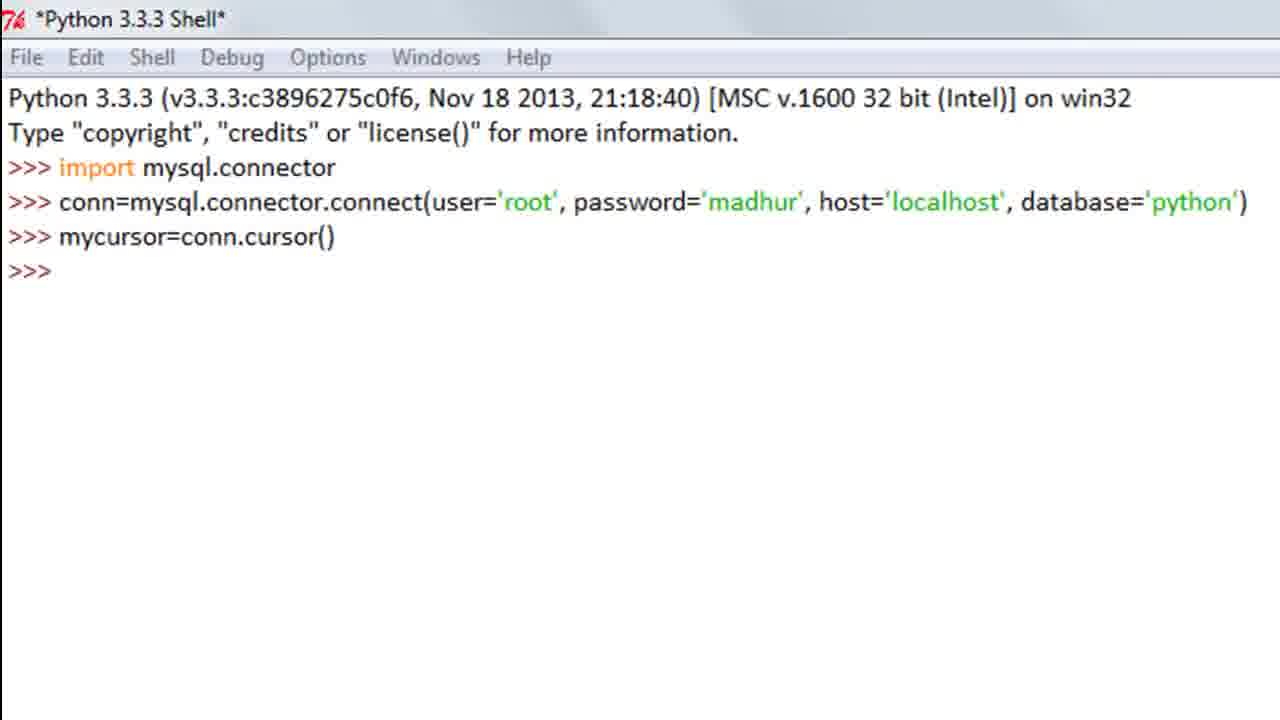 *Python 3.3.3 Shell*
File Edit Shell Debug Options Windows Help
Python 3.3.3 (v3.3.3:c3896275c0f6, Nov 18 2013, 21:18:40) [MSC v.1600 32 bit (Intel)] on win32
Type "copyright", "credits" or "license()" for more information.
>>> import mysql.connector
>>> conn=mysql.connector.connect(user='root', password='madhur', host='localhost', database='python')
>>> mycursor=conn.cursor()
>>>